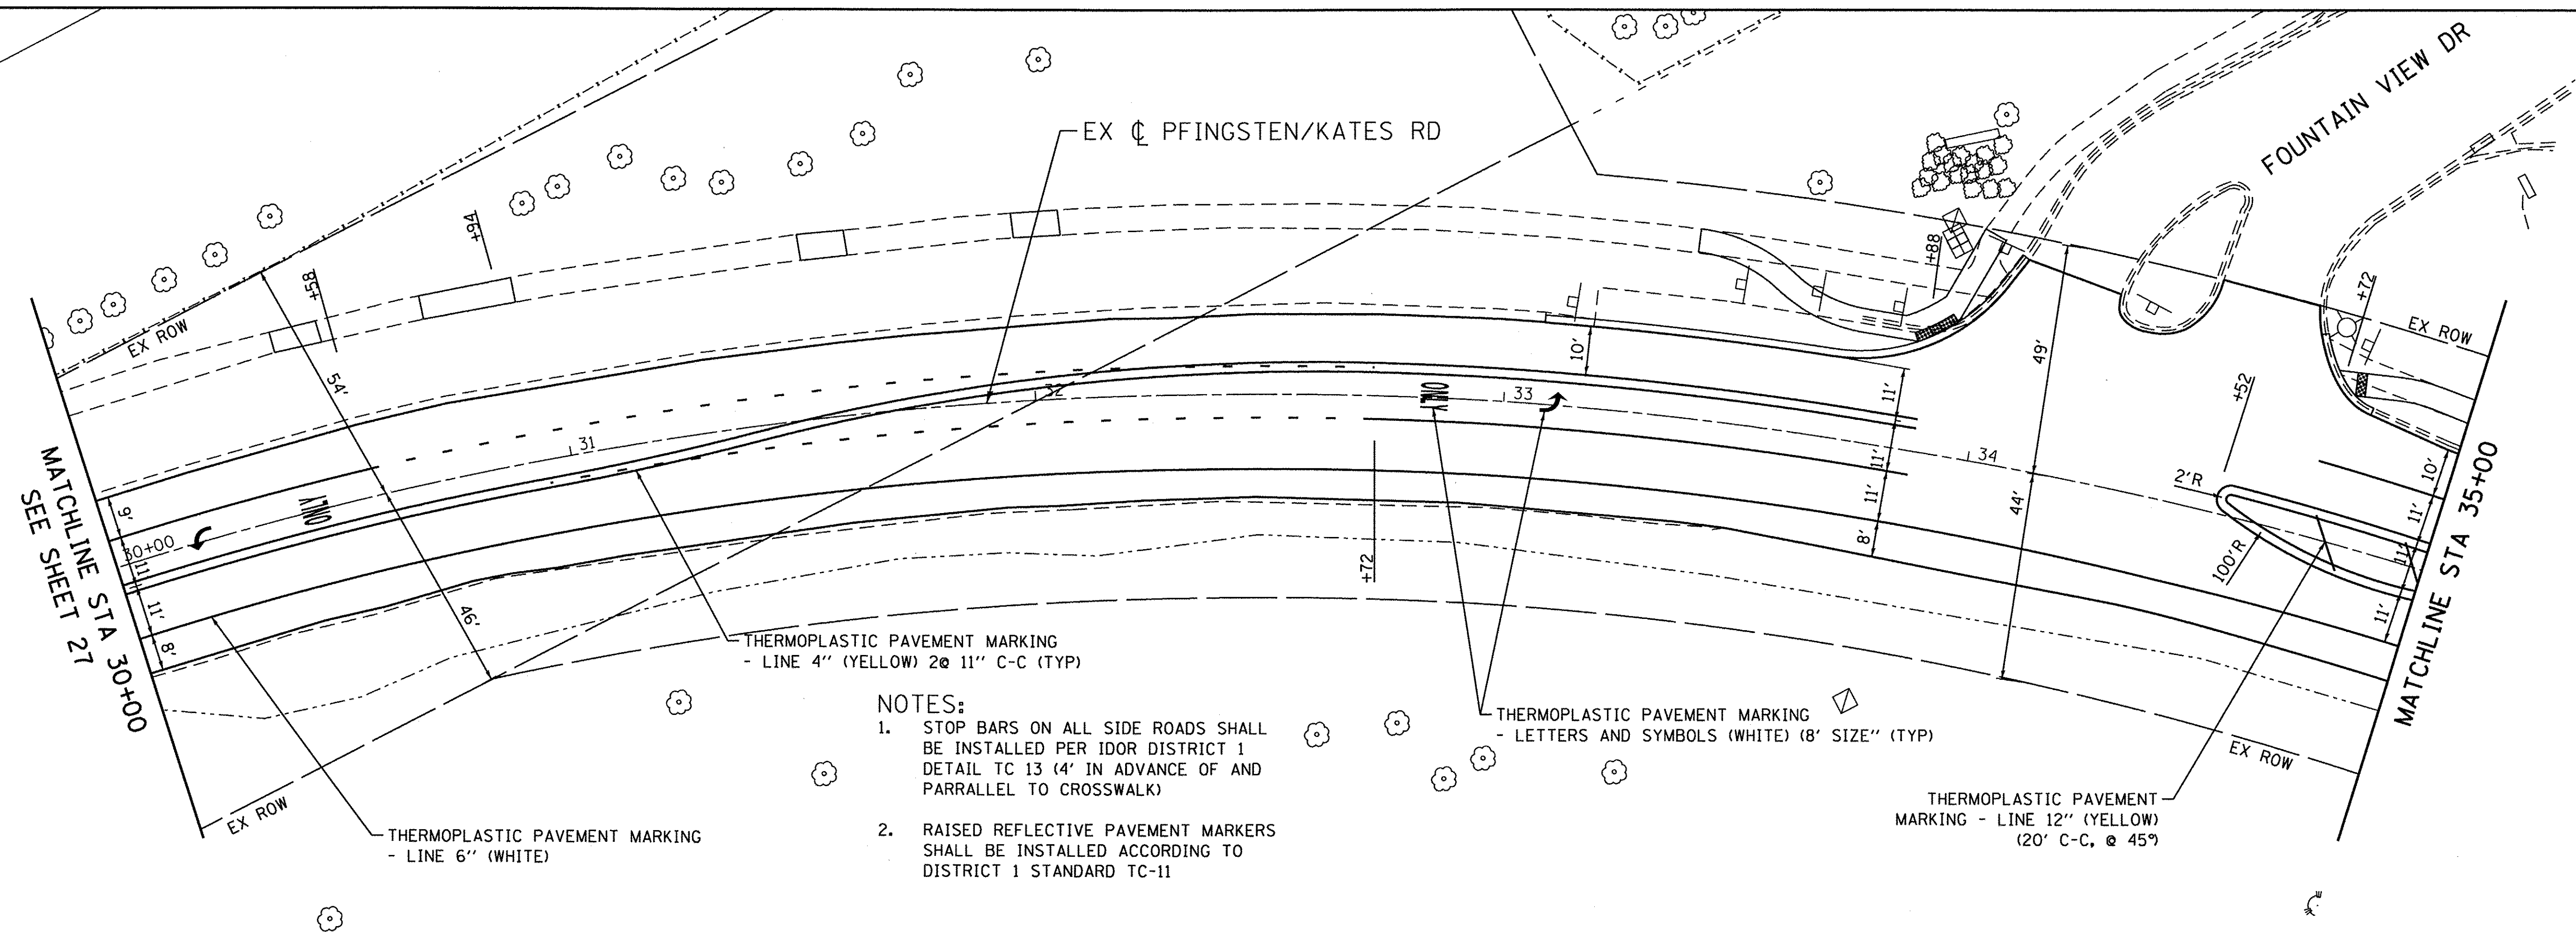 FOUNTAIN VIEW DR
EX ℄ PFINGSTEN/KATES RD
+94
+58
+88
+72
+52
+72
EX ROW
EX ROW
EX ROW
EX ROW
54'
46'
49'
44'
10'
11'
11'
11'
8'
9'
11'
11'
8'
10'
11'
11'
11'
2'R
100'R
30+00
31
32
33
34
ONLY
ONLY
MATCHLINE STA 30+00
SEE SHEET 27
MATCHLINE STA 35+00
THERMOPLASTIC PAVEMENT MARKING
- LINE 4'' (YELLOW) 2@ 11'' C-C (TYP)
THERMOPLASTIC PAVEMENT MARKING
- LETTERS AND SYMBOLS (WHITE) (8' SIZE'' (TYP)
THERMOPLASTIC PAVEMENT MARKING
- LINE 6'' (WHITE)
THERMOPLASTIC PAVEMENT
MARKING - LINE 12'' (YELLOW)
(20' C-C, @ 45°)
NOTES:
1. STOP BARS ON ALL SIDE ROADS SHALL
BE INSTALLED PER IDOR DISTRICT 1
DETAIL TC 13 (4' IN ADVANCE OF AND
PARRALLEL TO CROSSWALK)
2. RAISED REFLECTIVE PAVEMENT MARKERS
SHALL BE INSTALLED ACCORDING TO
DISTRICT 1 STANDARD TC-11